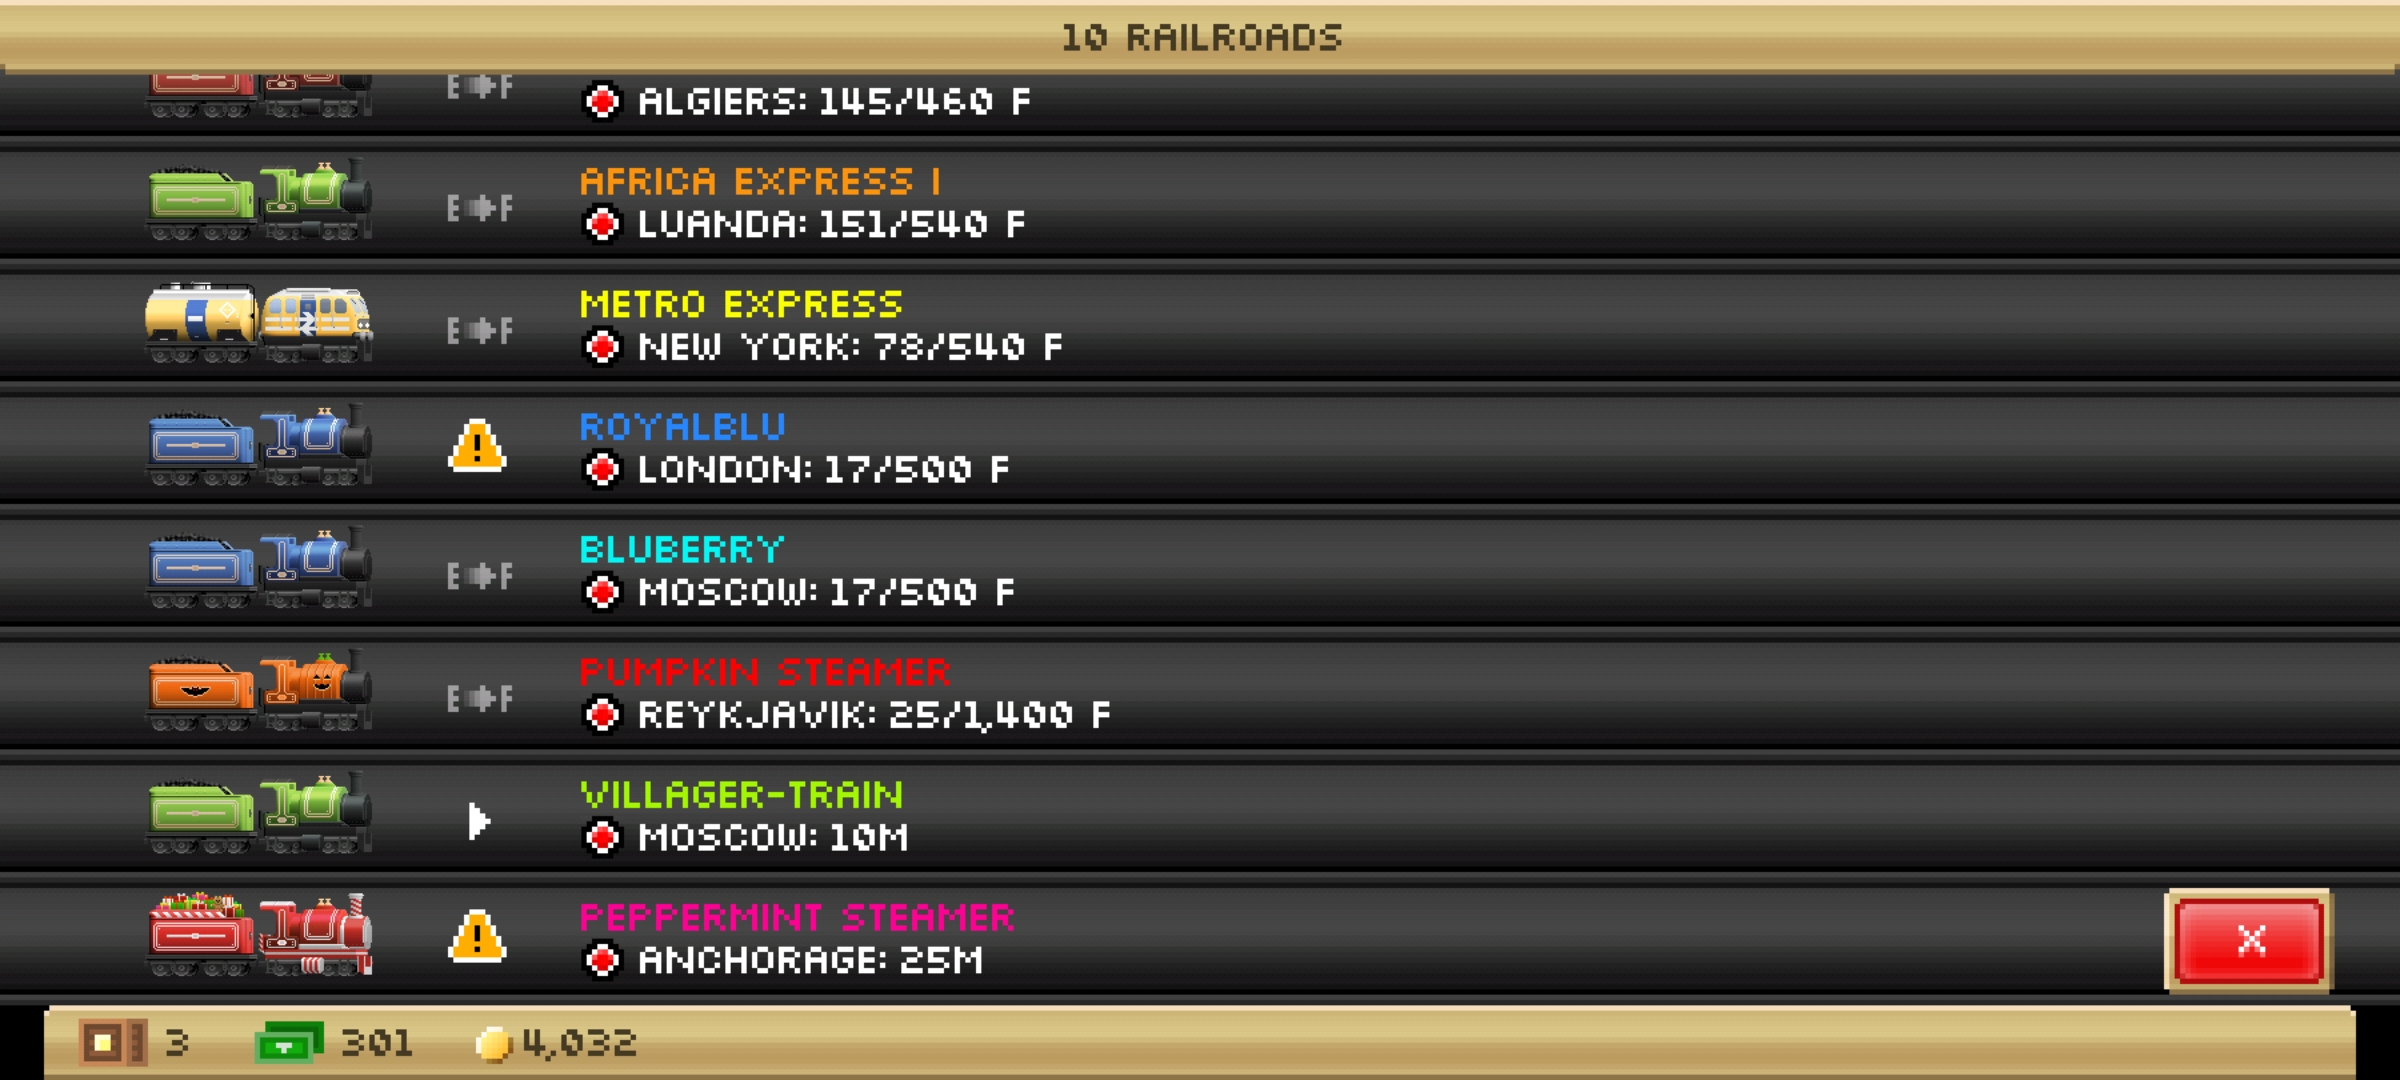 10 RAILROADS
E F
ALGIERS: 145/460 F
AFRICA EXPRESS I
E F
LUANDA: 151/540 F
METRO EXPRESS
E F
NEW YORK: 78/540 F
ROYALBLU
LONDON: 17/500 F
BLUBERRY
E F
MOSCOW: 17/500 F
PUMPKIN STEAMER
E F
REYKJAVIK: 25/1,400 F
VILLAGER-TRAIN
MOSCOW: 10M
PEPPERMINT STEAMER
ANCHORAGE: 25M
X
3 301 4,032